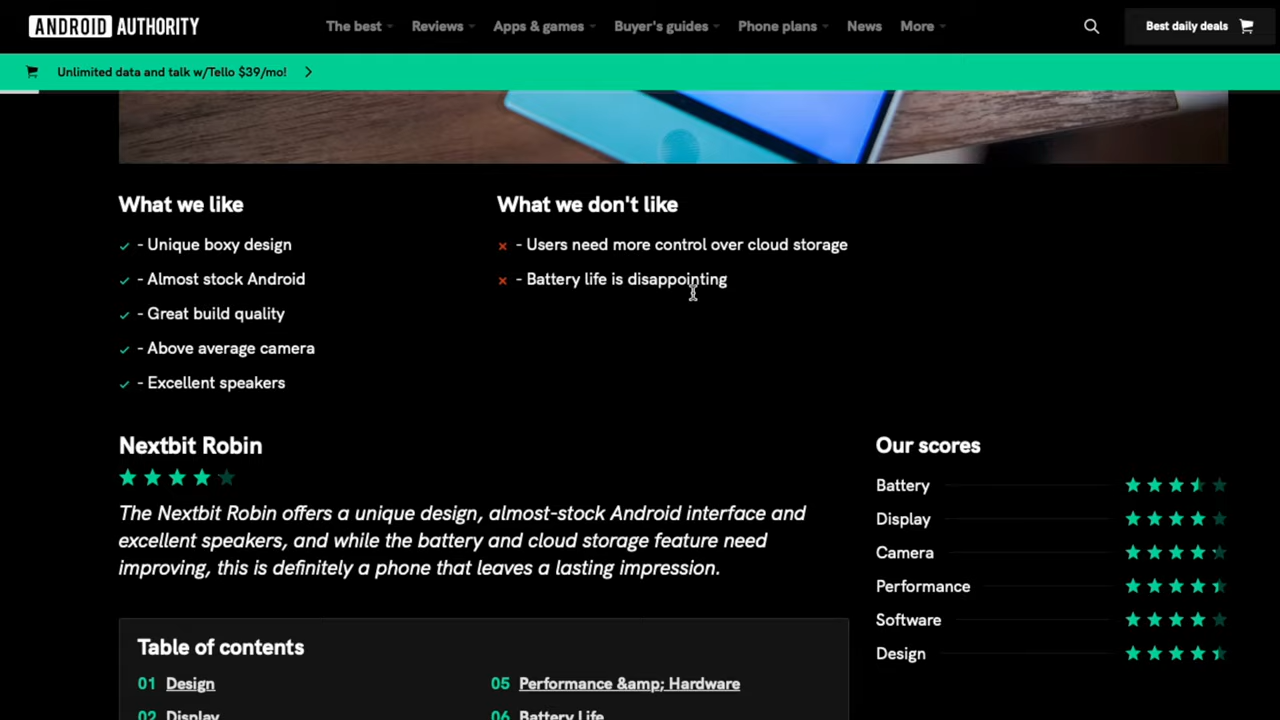 ANDROID AUTHORITY The best Reviews Apps & games Buyer's guides Phone plans News More Best daily deals
Unlimited data and talk w/Tello $39/mo!
What we like
- Unique boxy design
- Almost stock Android
- Great build quality
- Above average camera
- Excellent speakers
What we don't like
- Users need more control over cloud storage
- Battery life is disappointing
Nextbit Robin
The Nextbit Robin offers a unique design, almost-stock Android interface and
excellent speakers, and while the battery and cloud storage feature need
improving, this is definitely a phone that leaves a lasting impression.
Our scores
Battery
Display
Camera
Performance
Software
Design
Table of contents
01 Design
02 Display
05 Performance &amp; Hardware
06 Battery Life